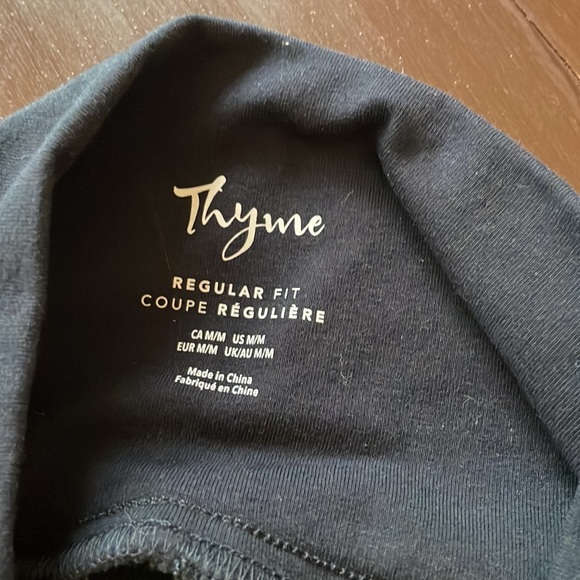 Thyme
REGULAR FIT
COUPE RÉGULIÈRE
CA M/M US M/M
EUR M/M UK/AU M/M
Made in China
Fabriqué en Chine